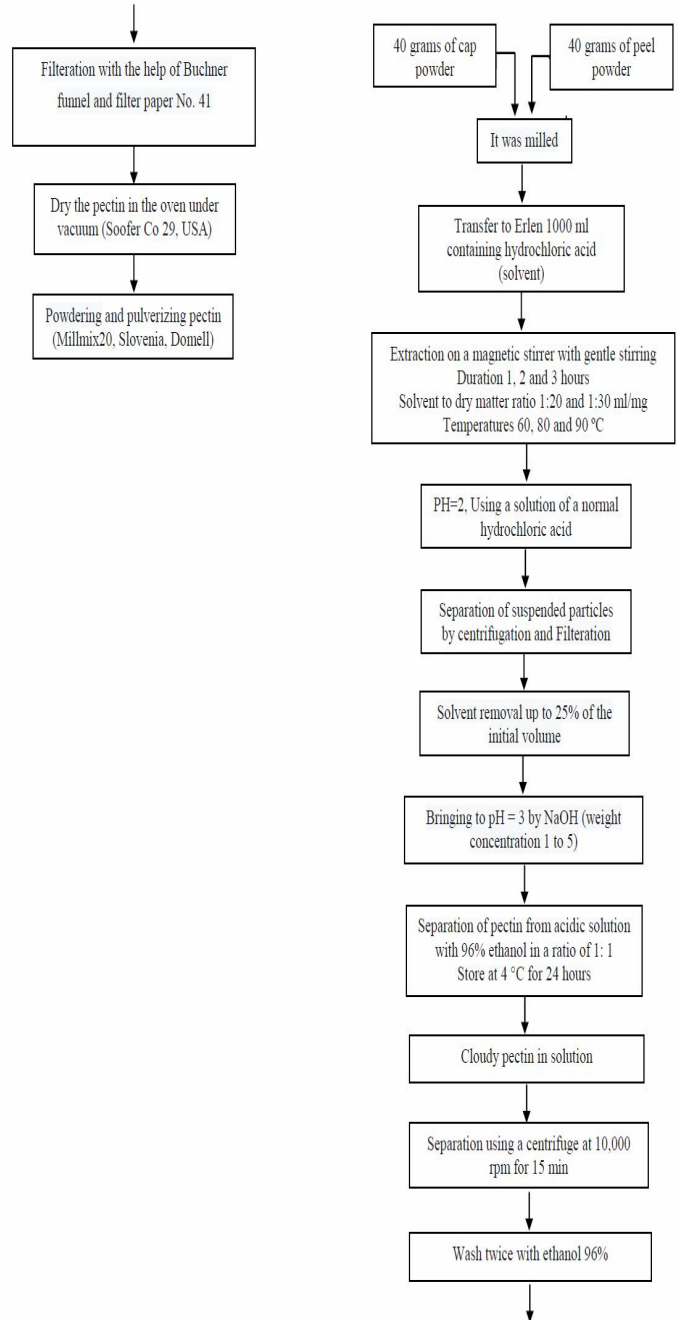 Filteration with the help of Buchner
funnel and filter paper No. 41
Dry the pectin in the oven under
vacuum (Soofer Co 29, USA)
Powdering and pulverizing pectin
(Millmix20, Slovenia, Domell)
40 grams of cap
powder
40 grams of peel
powder
It was milled
Transfer to Erlen 1000 ml
containing hydrochloric acid
(solvent)
Extraction on a magnetic stirrer with gentle stirring
Duration 1, 2 and 3 hours
Solvent to dry matter ratio 1:20 and 1:30 ml/mg
Temperatures 60, 80 and 90 ºC
PH=2, Using a solution of a normal
hydrochloric acid
Separation of suspended particles
by centrifugation and Filteration
Solvent removal up to 25% of the
initial volume
Bringing to pH = 3 by NaOH (weight
concentration 1 to 5)
Separation of pectin from acidic solution
with 96% ethanol in a ratio of 1: 1
Store at 4 °C for 24 hours
Cloudy pectin in solution
Separation using a centrifuge at 10,000
rpm for 15 min
Wash twice with ethanol 96%